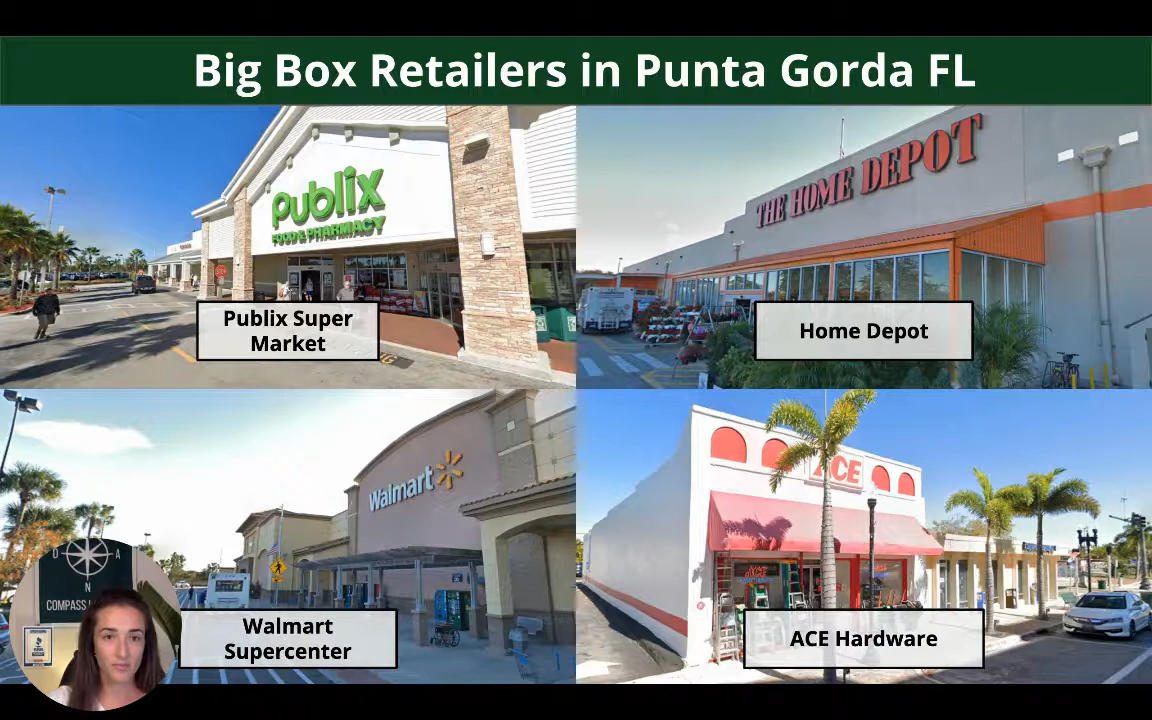 Big Box Retailers in Punta Gorda FL
Publix
FOOD & PHARMACY
Publix Super
Market
THE HOME DEPOT
Home Depot
Walmart
Walmart
Supercenter
ACE
ACE Hardware
D
A
N
COMPASS